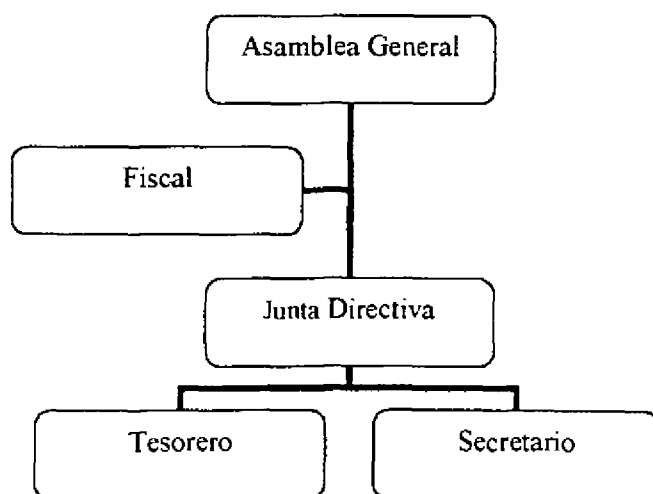 Asamblea General
Fiscal
Junta Directiva
Tesorero
Secretario